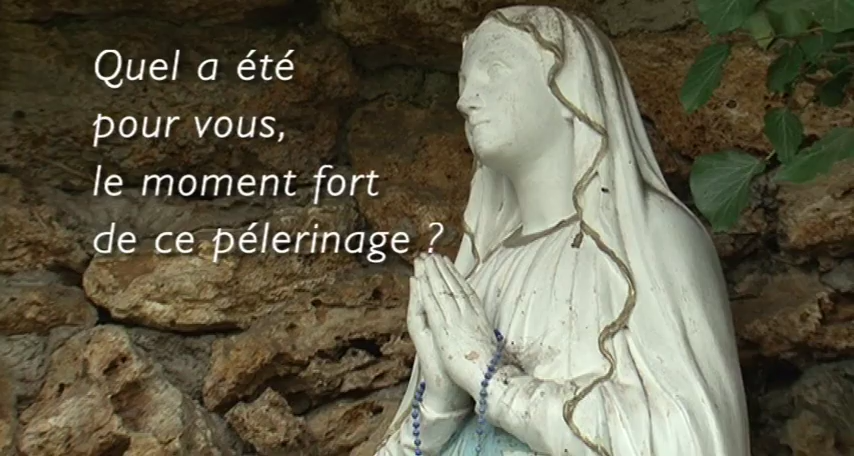 Quel a été
pour vous,
le moment fort
de ce pélerinage ?